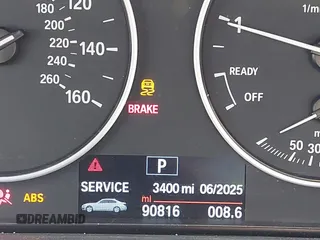 180
200
220
240
260
140
160
1
1/m
READY
OFF
50
30
m
BRAKE
ABS
P
SERVICE 3400 mi 06/2025
mi
90816 008.6
DREAMBID